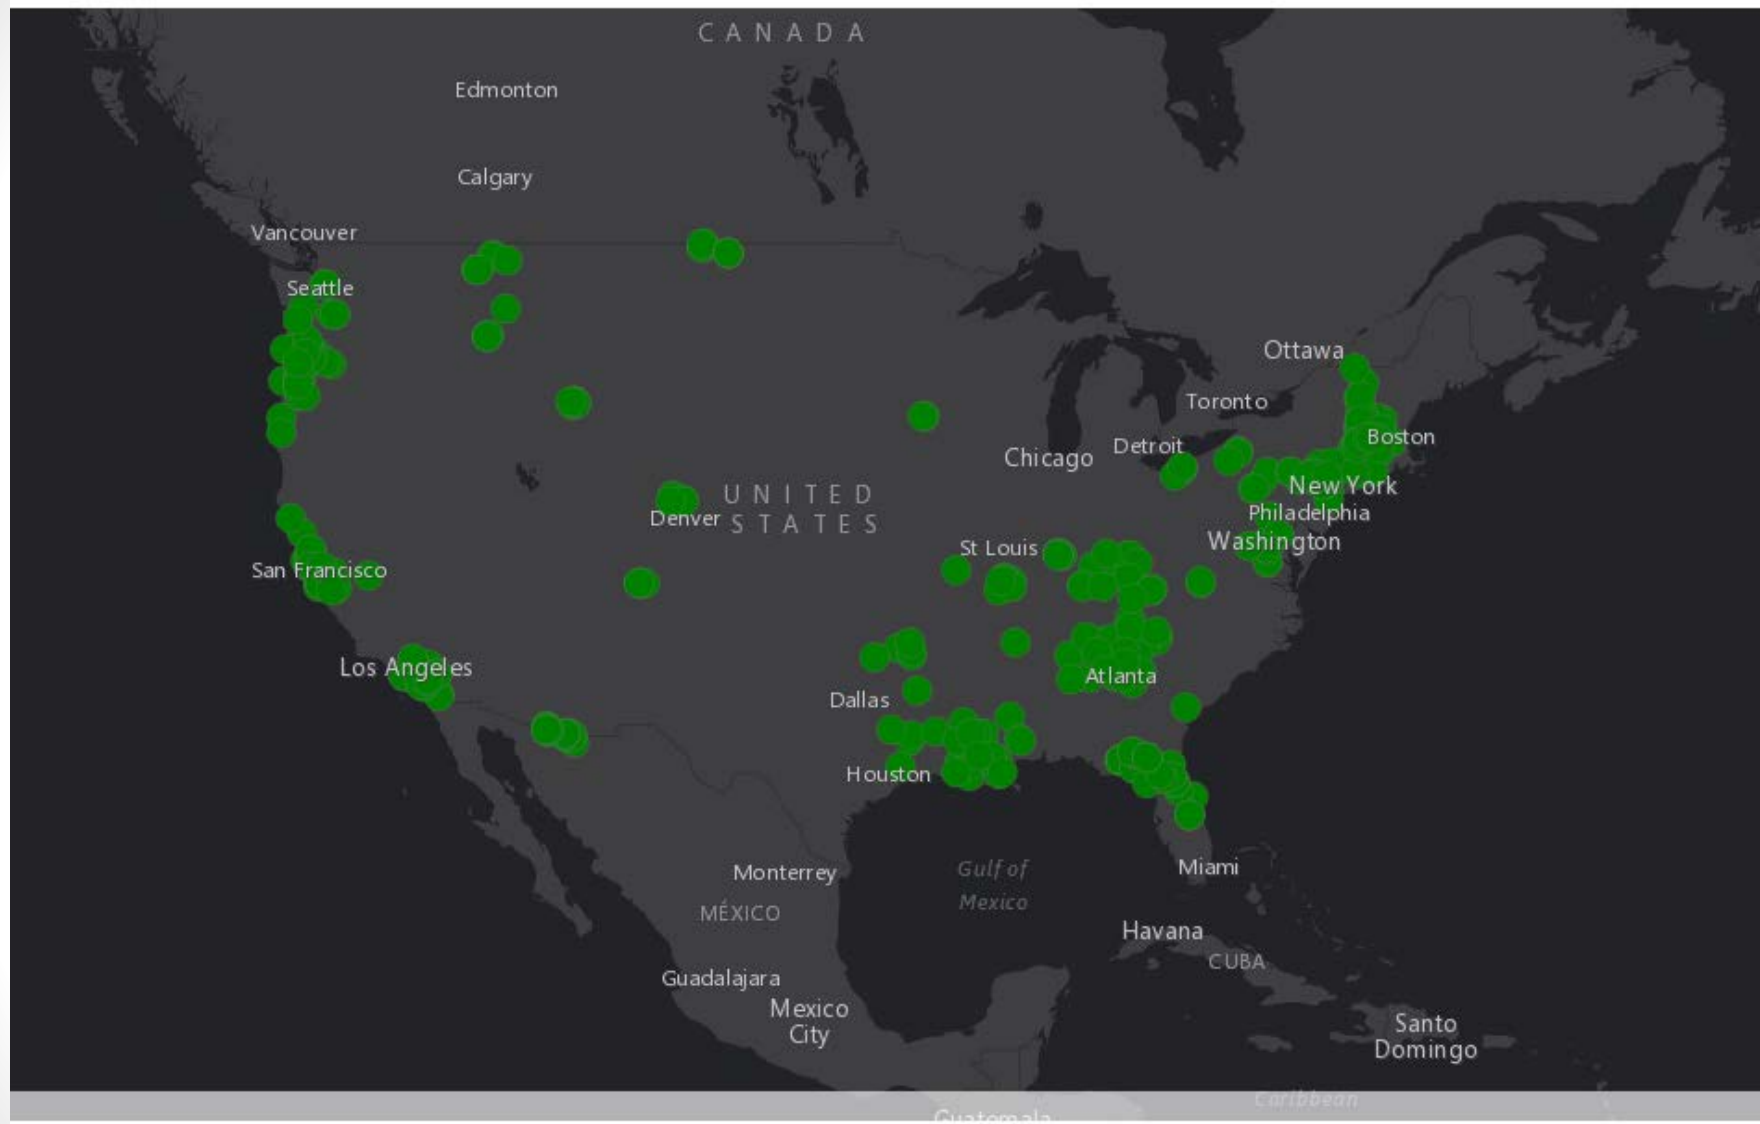 CANADA
Edmonton
Calgary
Vancouver
Seattle
Ottawa
Toronto
Boston
Detroit
Chicago
New York
UNITED
STATES
Denver
Philadelphia
Washington
St Louis
San Francisco
Los Angeles
Atlanta
Dallas
Houston
Miami
Gulf of
Mexico
Monterrey
MÉXICO
Havana
CUBA
Guadalajara
Mexico
City
Santo
Domingo
Caribbean
Guatemala